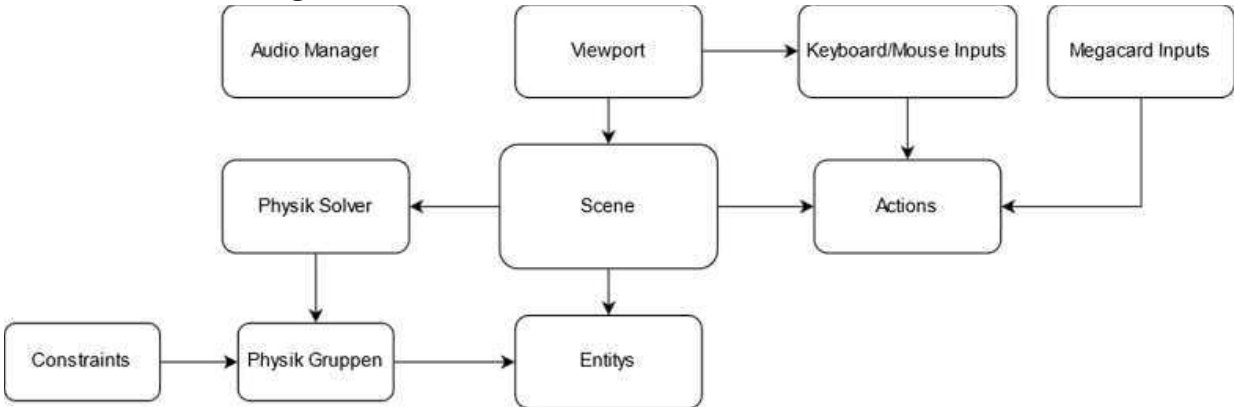 Audio Manager
Viewport
Keyboard/Mouse Inputs
Megacard Inputs
Physik Solver
Scene
Actions
Constraints
Physik Gruppen
Entitys